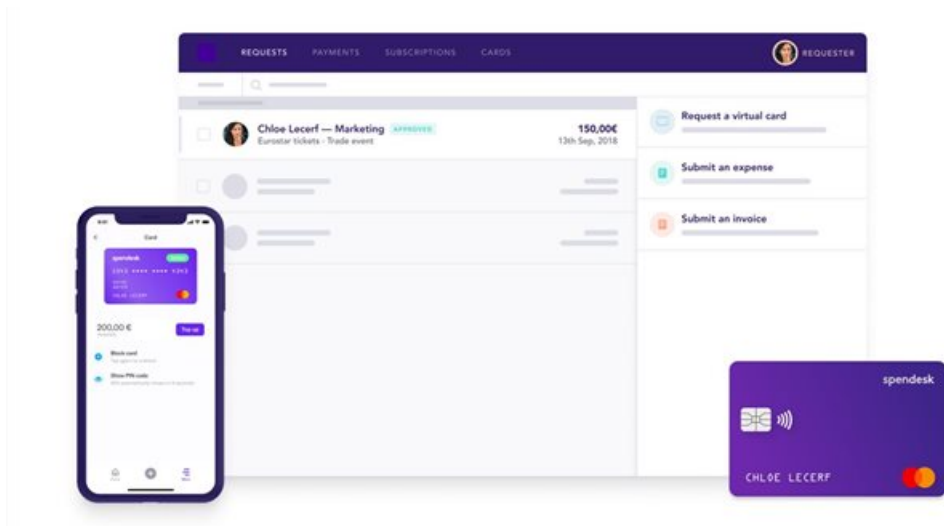 REQUESTS PAYMENTS SUBSCRIPTIONS CARDS
REQUESTER
Chloe Lecerf — Marketing APPROVED 150,00€
Eurostar tickets - Trade event 13th Sep, 2018
Request a virtual card
Submit an expense
Submit an invoice
Card
spendesk
CHLOE LECERF
200,00 €
Top up
Block card
Show PIN code
spendesk
CHLOE LECERF